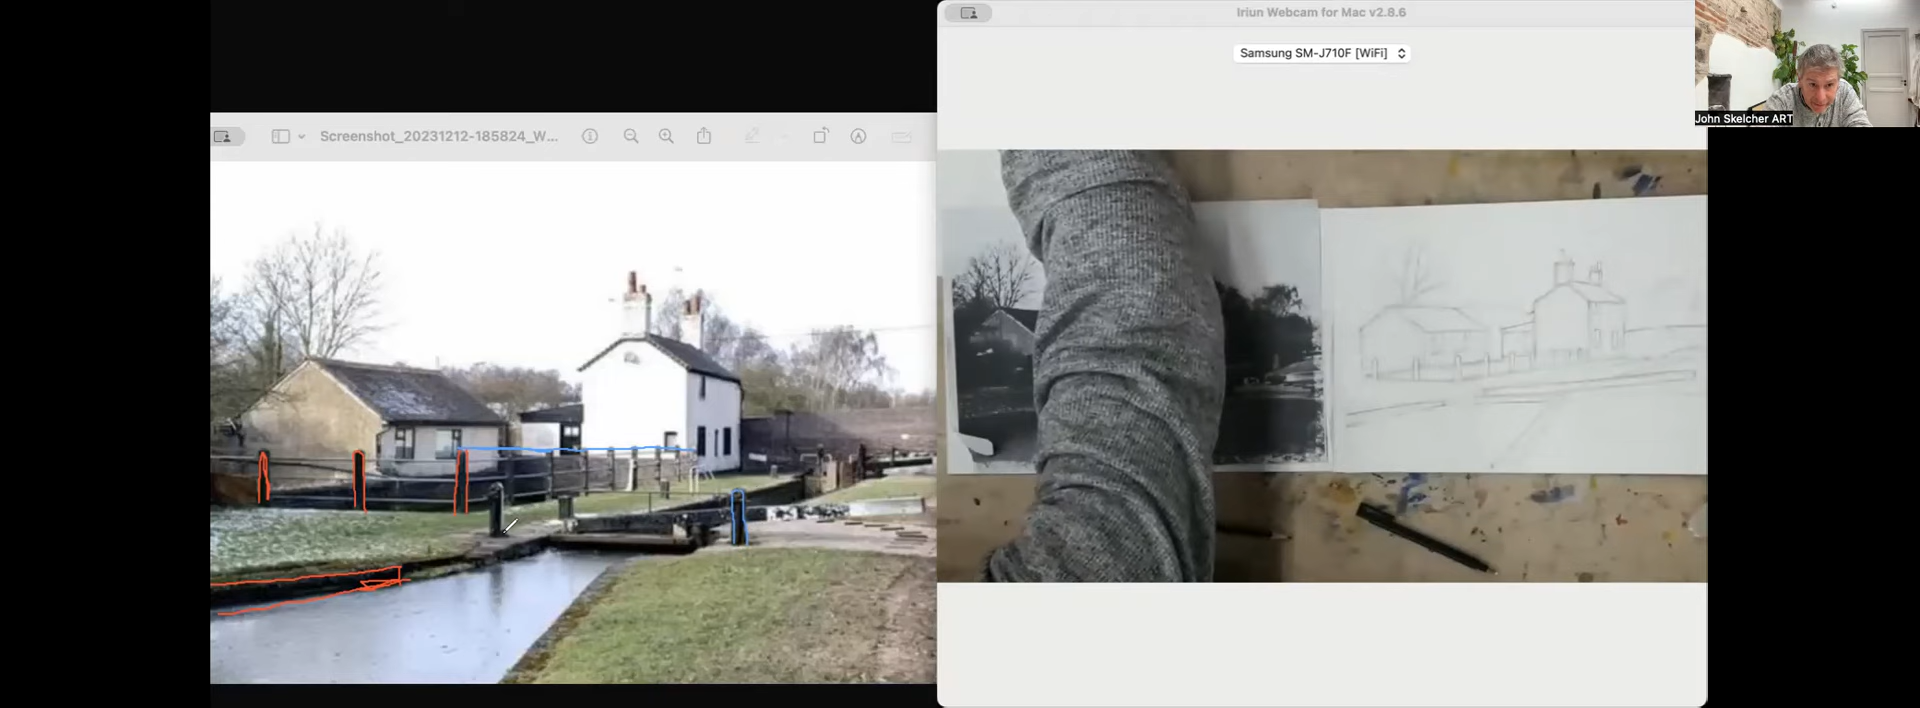 Iriun Webcam for Mac v2.8.6
Samsung SM-J710F [WiFi]
John Skelcher ART
Screenshot_20231212-185824_W...